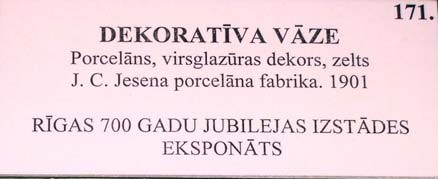 171.
DEKORATĪVA VĀZE
Porcelāns, virsglazūras dekors, zelts
J. C. Jesena porcelāna fabrika. 1901
RĪGAS 700 GADU JUBILEJAS IZSTĀDES
EKSPONĀTS